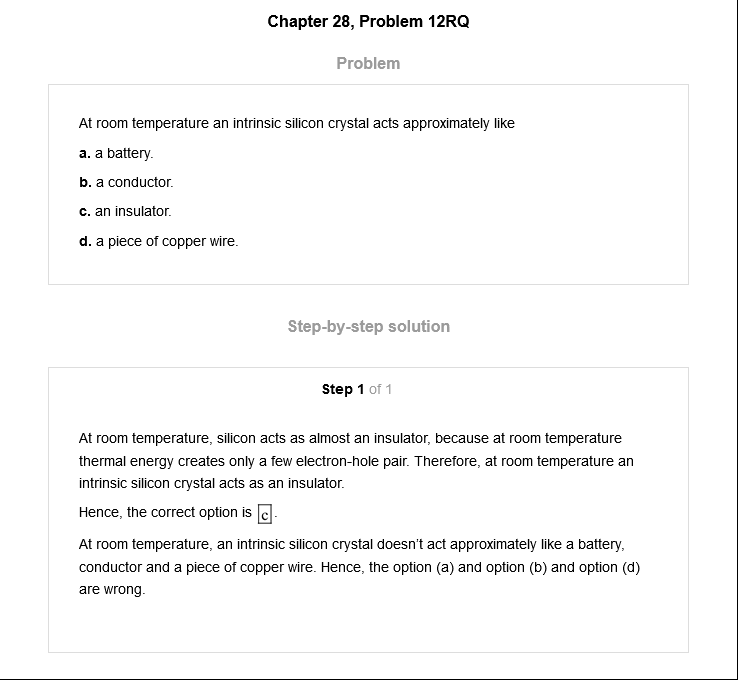 Chapter 28, Problem 12RQ
Problem
At room temperature an intrinsic silicon crystal acts approximately like
a. a battery.
b. a conductor.
c. an insulator.
d. a piece of copper wire.
Step-by-step solution
Step 1 of 1
At room temperature, silicon acts as almost an insulator, because at room temperature
thermal energy creates only a few electron-hole pair. Therefore, at room temperature an
intrinsic silicon crystal acts as an insulator.
Hence, the correct option is c.
At room temperature, an intrinsic silicon crystal doesn't act approximately like a battery,
conductor and a piece of copper wire. Hence, the option (a) and option (b) and option (d)
are wrong.